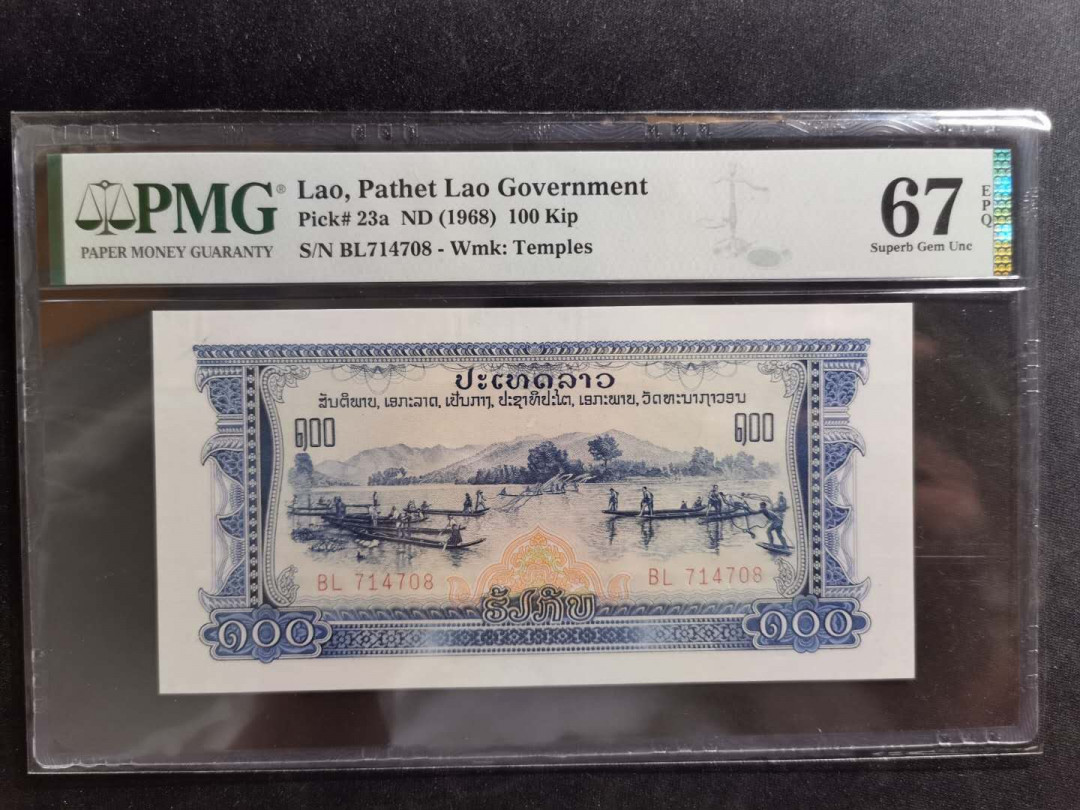 PMG®
PAPER MONEY GUARANTY
Lao, Pathet Lao Government
Pick# 23a ND (1968) 100 Kip
S/N BL714708 - Wmk: Temples
67
EPQ
Superb Gem Unc
ປະເທດລາວ
ສັນຕິພາບ, ເອກະລາດ, ເປັນກາງ, ປະຊາທິປະໄຕ, ເອກະພາບ, ວັດທະນາຖາວອນ
໑00 ໑00
BL 714708 BL 714708
ຮ້ອຍກີບ
໑໐໐ ໑໐໐